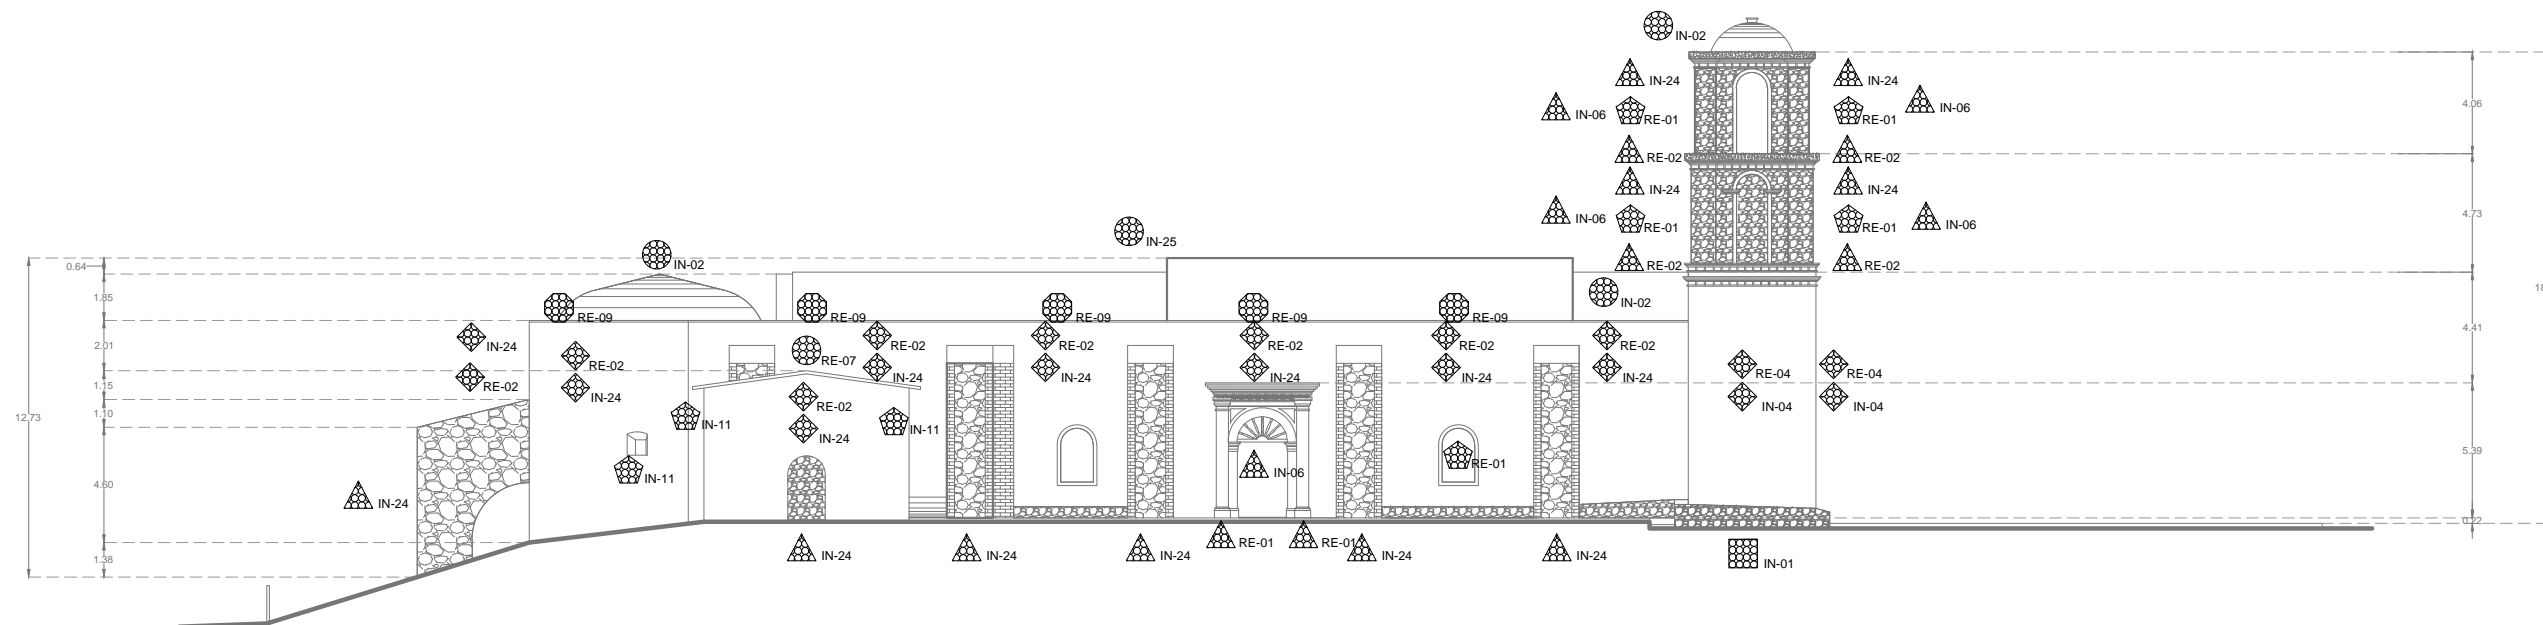 IN-02
IN-24
IN-24
IN-06
IN-06
4.06
RE-01
RE-01
RE-02
RE-02
IN-24
IN-24
IN-06
IN-06
4.73
RE-01
RE-01
IN-25
RE-02
RE-02
IN-02
0.64
1.85
IN-02
18
RE-09
RE-09
RE-09
RE-09
RE-09
4.41
IN-24
RE-02
RE-02
RE-02
RE-02
RE-02
2.01
RE-07
RE-02
IN-24
IN-24
IN-24
IN-24
IN-24
RE-04
RE-04
1.15
RE-02
IN-24
RE-02
IN-04
IN-04
1.10
12.73
IN-11
IN-11
IN-24
5.39
RE-01
IN-06
IN-11
4.60
IN-24
0.22
RE-01
RE-01
1.38
IN-24
IN-24
IN-24
IN-24
IN-24
IN-01